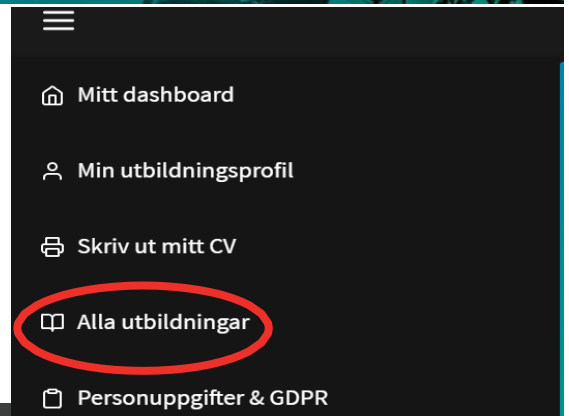 Mitt dashboard
Min utbildningsprofil
Skriv ut mitt CV
Alla utbildningar
Personuppgifter & GDPR